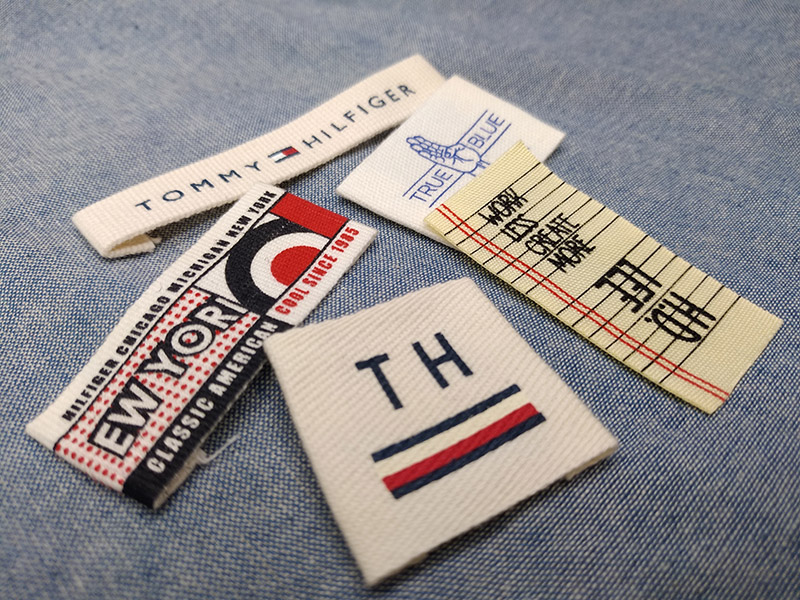 TOMMY HILFIGER
TRUE BLUE
WORK
LESS
CREATE
MORE
H.D.
LEE
HILFIGER CHICAGO MICHIGAN NEW YORK
EW YOR
COOL SINCE 1985
CLASSIC AMERICAN
TH